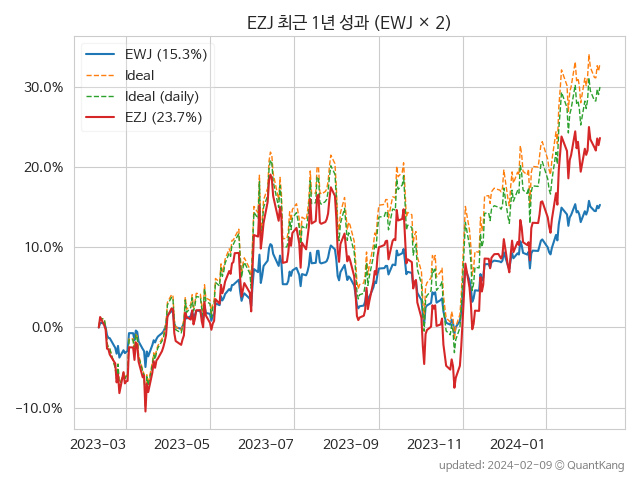 EZJ 최근 1년 성과 (EWJ × 2)
EWJ (15.3%)
Ideal
Ideal (daily)
EZJ (23.7%)
30.0%
20.0%
10.0%
0.0%
−10.0%
2023-03 2023-05 2023-07 2023-09 2023-11 2024-01
updated: 2024-02-09 © QuantKang